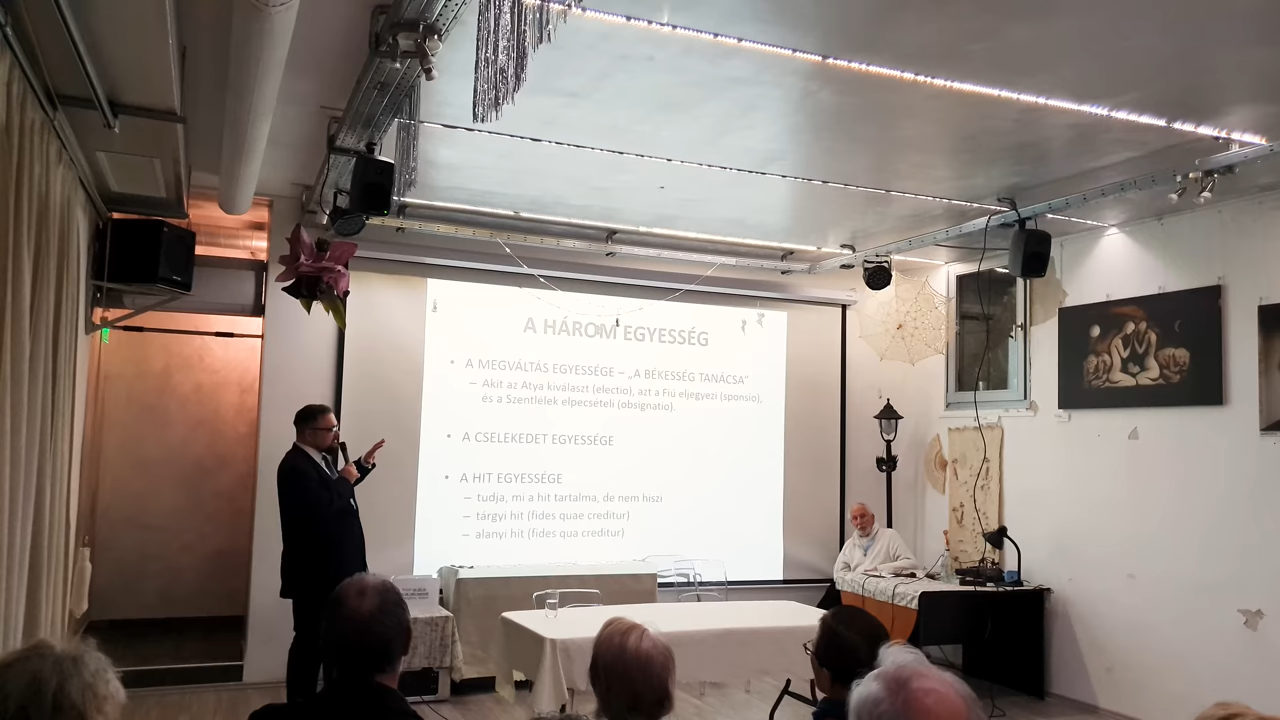 A HÁROM EGYESSÉG
• A MEGVÁLTÁS EGYESSÉGE – „A BÉKESSÉG TANÁCSA"
– Akit az Atya kiválaszt (electio), azt a Fiú eljegyezi (sponsio),
és a Szentlélek elpecsételi (obsignatio).
• A CSELEKEDET EGYESSÉGE
• A HIT EGYESSÉGE
– tudja, mi a hit tartalma, de nem hiszi
– tárgyi hit (fides quae creditur)
– alanyi hit (fides qua creditur)